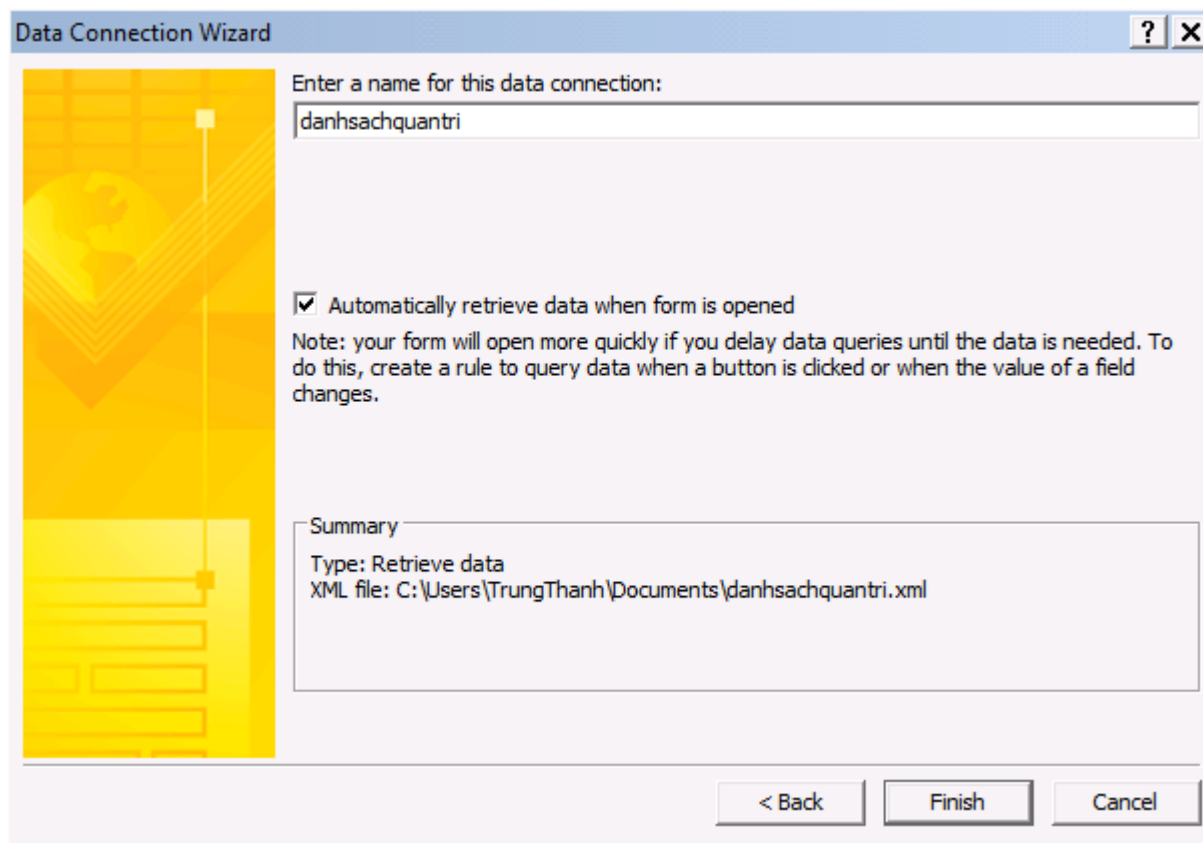 Data Connection Wizard
Enter a name for this data connection:
danhsachquantri
Automatically retrieve data when form is opened
Note: your form will open more quickly if you delay data queries until the data is needed. To
do this, create a rule to query data when a button is clicked or when the value of a field
changes.
Summary
Type: Retrieve data
XML file: C:\Users\TrungThanh\Documents\danhsachquantri.xml
< Back Finish Cancel